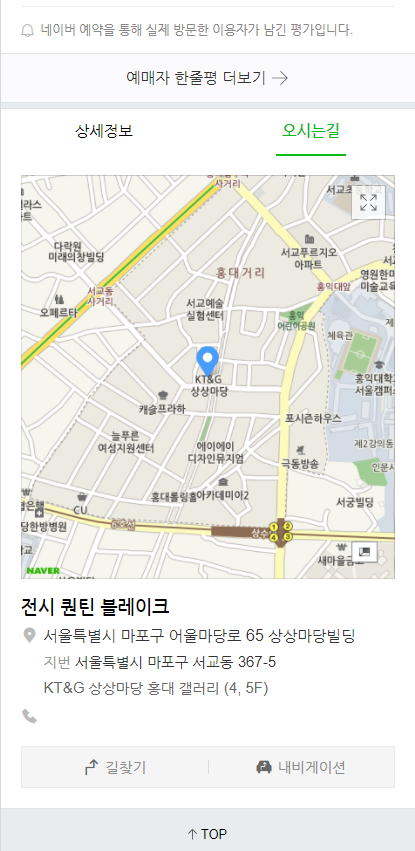 네이버 예약을 통해 실제 방문한 이용자가 남긴 평가입니다.
예매자 한줄평 더보기
상세정보
오시는길
사거리
서교초등학교
다락원
미래의장빌딩
홍대거리
서교푸르지오
아파트
서교동
사거리
오페르타
서교예술
실험센터
홍익대앞
영원한미
미술교육
홍익
어린이공원
체육관
KT&G
상상마당
홍익대학교
서울캠퍼스
캐슬프라하
포시즌하우스
늘푸른
여성지원센터
에이에이
디자인뮤지엄
제2강의동
극동방송
인문사
홍대롤링홀
아카데미2
서궁빌딩
CU
6호선
상수
1
2
4
3
당한방병원
새마을금
NAVER
전시 퀀틴 블레이크
서울특별시 마포구 어울마당로 65 상상마당빌딩
지번 서울특별시 마포구 서교동 367-5
KT&G 상상마당 홍대 갤러리 (4, 5F)
길찾기
내비게이션
TOP